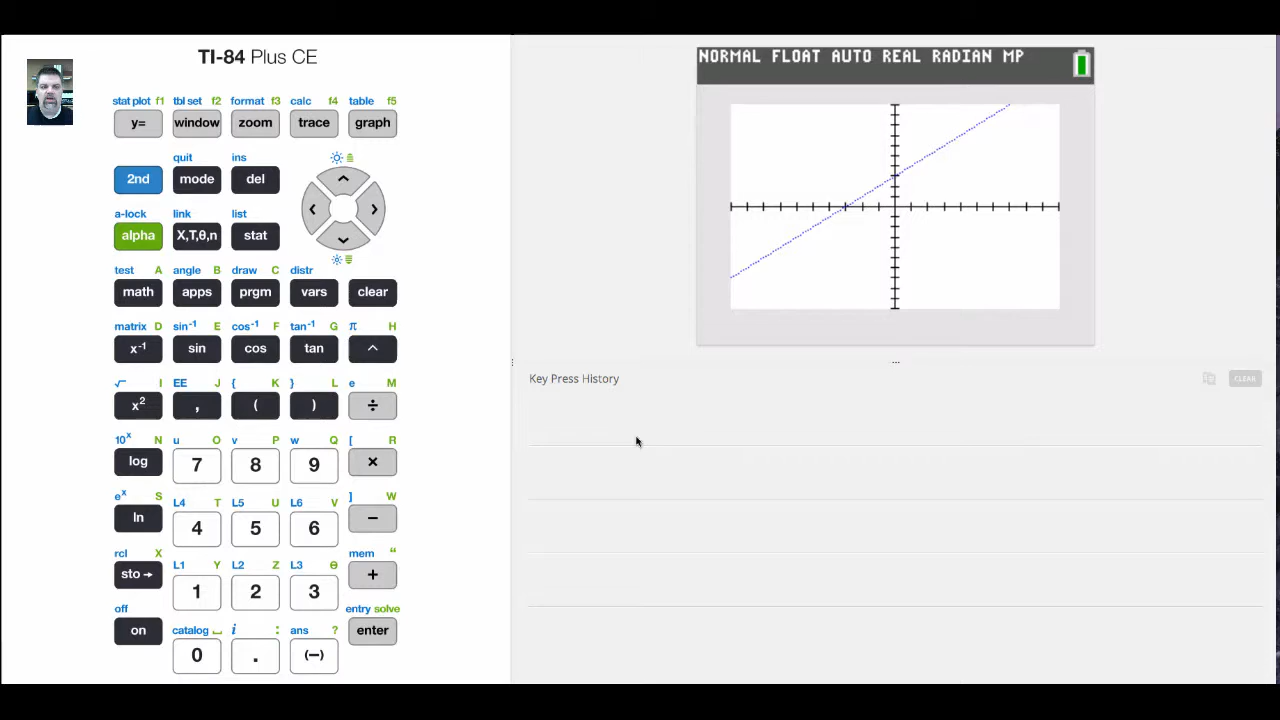 TI-84 Plus CE
NORMAL FLOAT AUTO REAL RADIAN MP
stat plot f1 tbl set f2 format f3 calc f4 table f5
y= window zoom trace graph
quit ins
2nd mode del
a-lock link list
alpha X,T,θ,n stat
test A angle B draw C distr
math apps prgm vars clear
matrix D sin-1 E cos-1 F tan-1 G π H
x-1 sin cos tan ^
√ I EE J { K } L e M
x2 , ( ) ÷
10x N u O v P w Q [ R
log 7 8 9 ×
ex S L4 T L5 U L6 V ] W
ln 4 5 6 −
rcl X L1 Y L2 Z L3 θ mem “
sto→ 1 2 3 +
off catalog ⎵ i : ans ? entry solve
on 0 . (−) enter
Key Press History
CLEAR